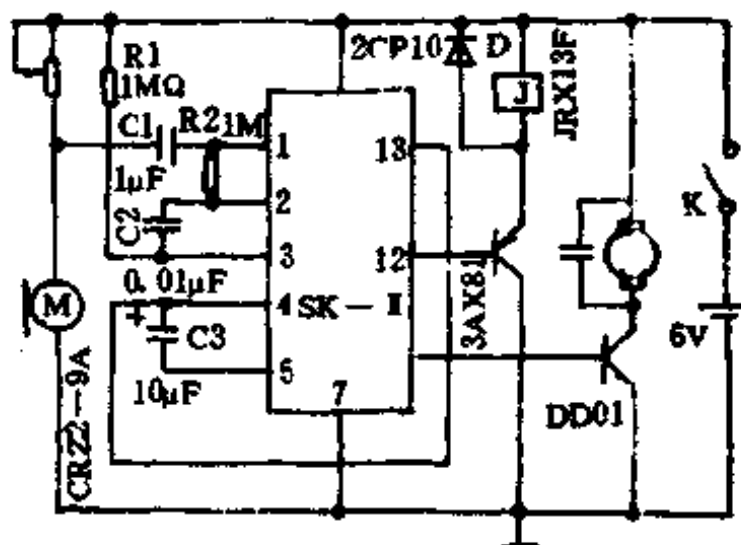 R1
1MΩ
2CP10
D
J
JRX13F
C1
R2
1M
1
13
1μF
2
C2
3
12
K
0.01μF
4
SK-Ⅱ
3AX81
M
+
C3
6V
10μF
5
7
DD01
CRZ2-9A